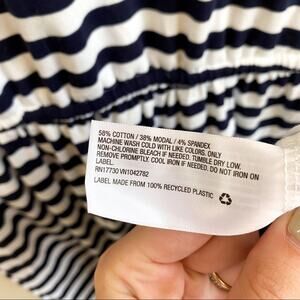 58% COTTON / 38% MODAL / 4% SPANDEX
MACHINE WASH COLD WITH LIKE COLORS. ONLY
NON-CHLORINE BLEACH IF NEEDED. TUMBLE DRY LOW.
REMOVE PROMPTLY. COOL IRON IF NEEDED. DO NOT IRON ON
LABEL.
RN17730 VN1042782
LABEL MADE FROM 100% RECYCLED PLASTIC